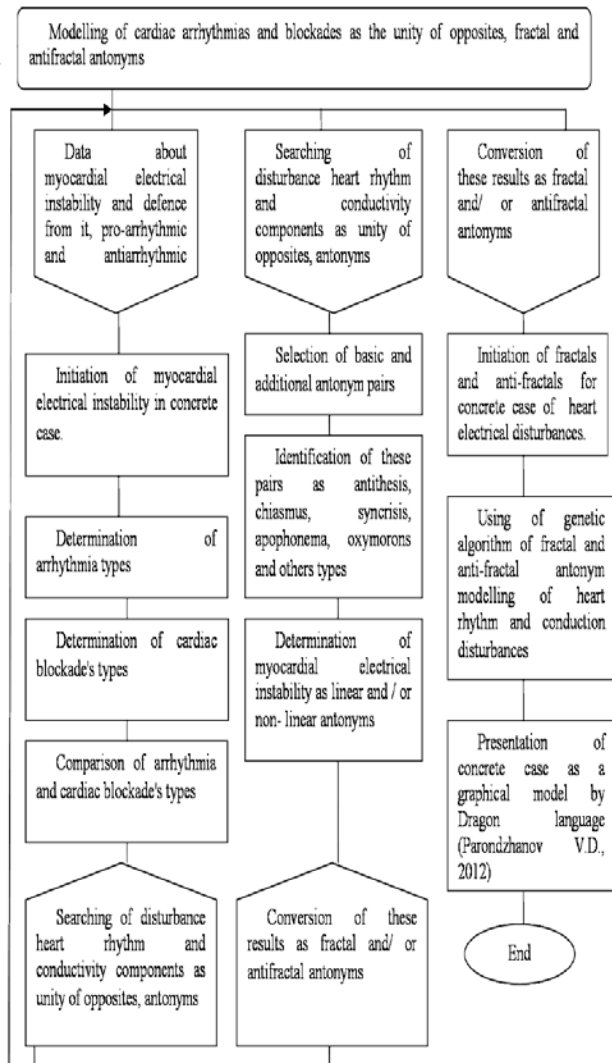 Modelling of cardiac arrhythmias and blockades as the unity of opposites, fractal and
antifractal antonyms
Data about
myocardial electrical
instability and defence
from it, pro-arrhythmic
and antiarrhythmic
Initiation of myocardial
electrical instability in concrete
case.
Determination of
arrhythmia types
Determination of cardiac
blockade's types
Comparison of arrhythmia
and cardiac blockade's types
Searching of disturbance
heart rhythm and
conductivity components as
unity of opposites, antonyms
Searching of
disturbance heart rhythm
and conductivity
components as unity of
opposites, antonyms
Selection of basic and
additional antonym pairs
Identification of these
pairs as antithesis,
chiasmus, syncrisis,
apophonema, oxymorons
and others types
Determination of
myocardial electrical
instability as linear and / or
non- linear antonyms
Conversion of these
results as fractal and/ or
antifractal antonyms
Conversion of
these results as fractal
and/ or antifractal
antonyms
Initiation of fractals
and anti-fractals for
concrete case of heart
electrical disturbances.
Using of genetic
algorithm of fractal and
anti-fractal antonym
modelling of heart
rhythm and conduction
disturbances
Presentation of
concrete case as a
graphical model by
Dragon language
(Parondzhanov V.D.,
2012)
End